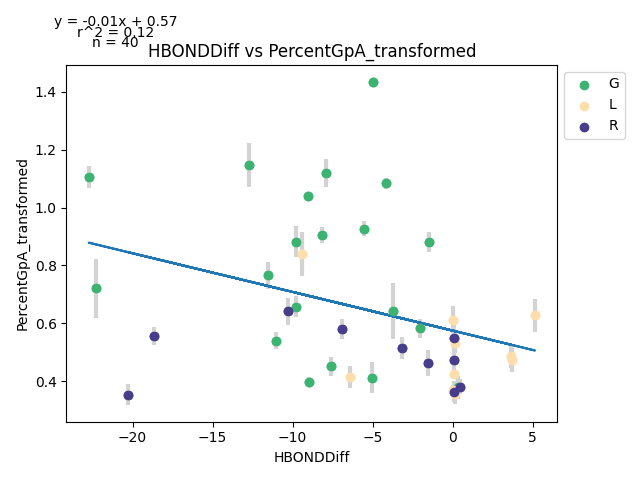 y = -0.01x + 0.57
r^2 = 0.12
n = 40
HBONDDiff vs PercentGpA_transformed
G
L
R
PercentGpA_transformed
1.4
1.2
1.0
0.8
0.6
0.4
−20
−15
−10
−5
0
5
HBONDDiff